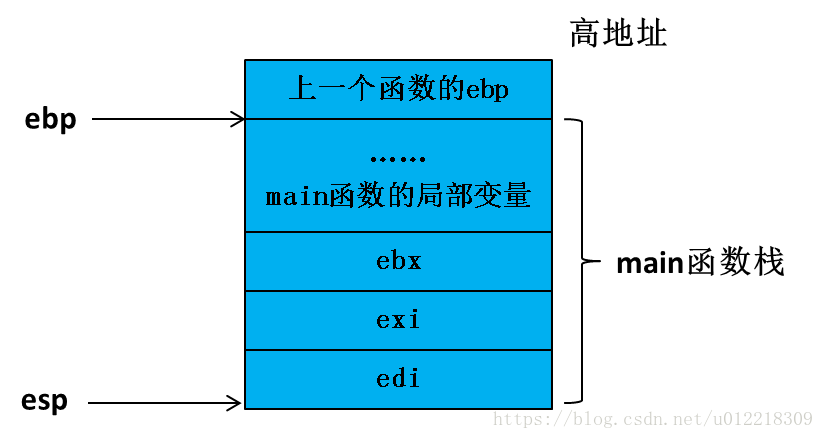 高地址
上一个函数的ebp
ebp
……
main函数的局部变量
ebx
main函数栈
exi
edi
esp
https://blog.csdn.net/u012218309